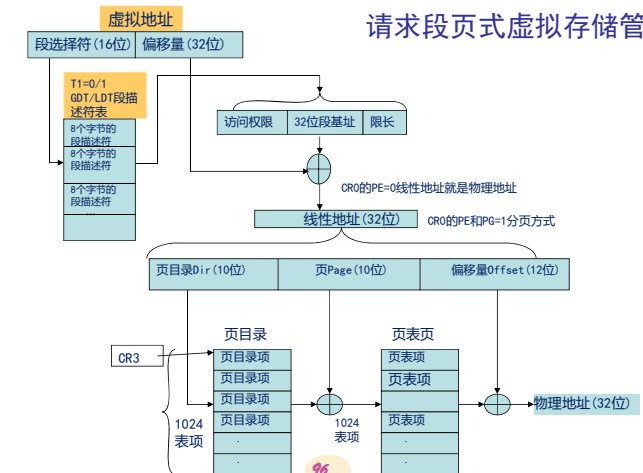 请求段页式虚拟存储管
虚拟地址
段选择符(16位)
偏移量(32位)
T1=0/1
GDT/LDT段描
述符表
8个字节的
段描述符
8个字节的
段描述符
8个字节的
段描述符
...
访问权限
32位段基址
限长
CR0的PE=0线性地址就是物理地址
线性地址(32位)
CR0的PE和PG=1分页方式
页目录Dir(10位)
页Page(10位)
偏移量Offset(12位)
页目录
页表页
CR3
页目录项
页目录项
页目录项
页目录项
.
.
1024
表项
页表项
页表项
页表项
.
.
1024
表项
物理地址(32位)
96